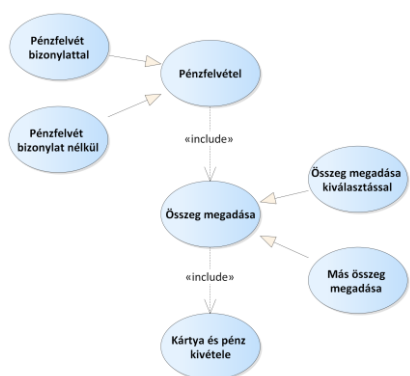 Pénzfelvét
bizonylattal
Pénzfelvétel
Pénzfelvét
bizonylat nélkül
«include»
Összeg megadása
kiválasztással
Összeg megadása
Más összeg
megadása
«include»
Kártya és pénz
kivétele